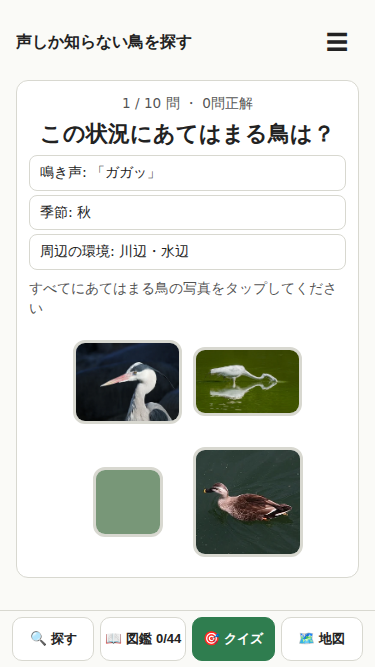 声しか知らない鳥を探す
☰
1 / 10 問 ・ 0問正解
この状況にあてはまる鳥は？
鳴き声: 「ガガッ」
季節: 秋
周辺の環境: 川辺・水辺
すべてにあてはまる鳥の写真をタップしてくださ
い
🔍 探す
📖 図鑑 0/44
🎯 クイズ
🗺️ 地図